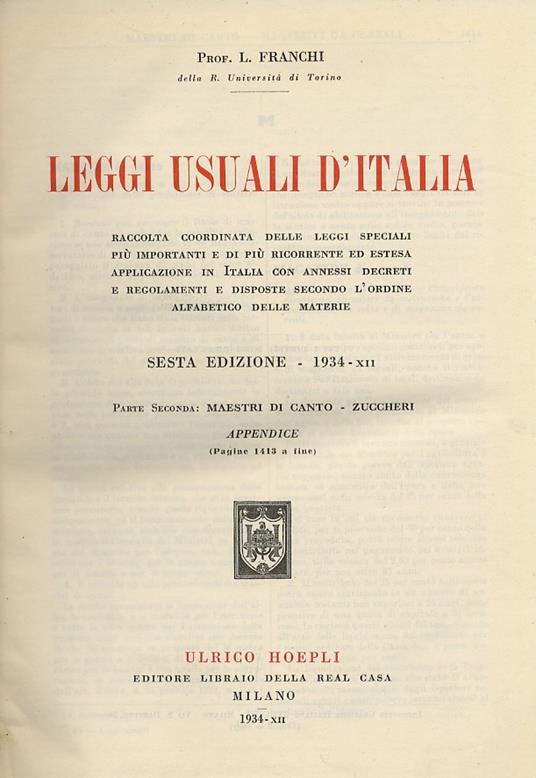 Prof. L. FRANCHI
della R. Università di Torino
LEGGI USUALI D'ITALIA
RACCOLTA COORDINATA DELLE LEGGI SPECIALI
PIÙ IMPORTANTI E DI PIÙ RICORRENTE ED ESTESA
APPLICAZIONE IN ITALIA CON ANNESSI DECRETI
E REGOLAMENTI E DISPOSTE SECONDO L'ORDINE
ALFABETICO DELLE MATERIE
SESTA EDIZIONE - 1934-XII
Parte Seconda: MAESTRI DI CANTO - ZUCCHERI
APPENDICE
(Pagine 1413 a fine)
ULRICO HOEPLI
EDITORE LIBRAIO DELLA REAL CASA
MILANO
1934-XII